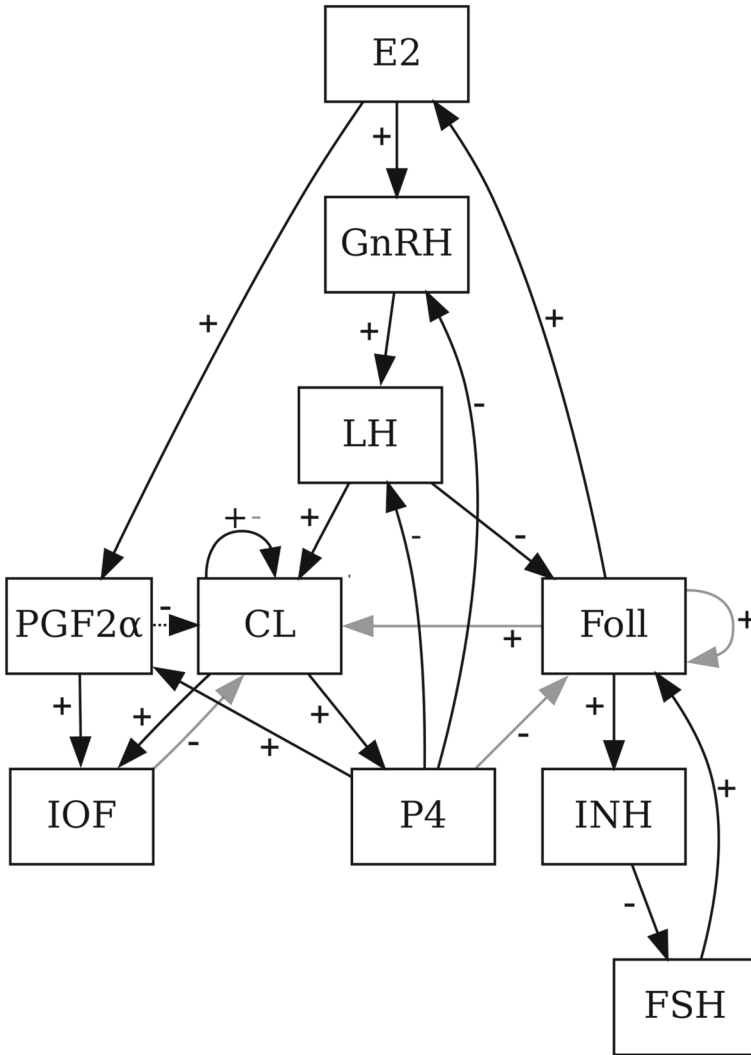 E2
+
GnRH
+
+
+
-
LH
+ -
+
-
-
PGF2α
-
CL
+
Foll
+
+
+
-
+
+
-
+
+
IOF
P4
INH
-
FSH